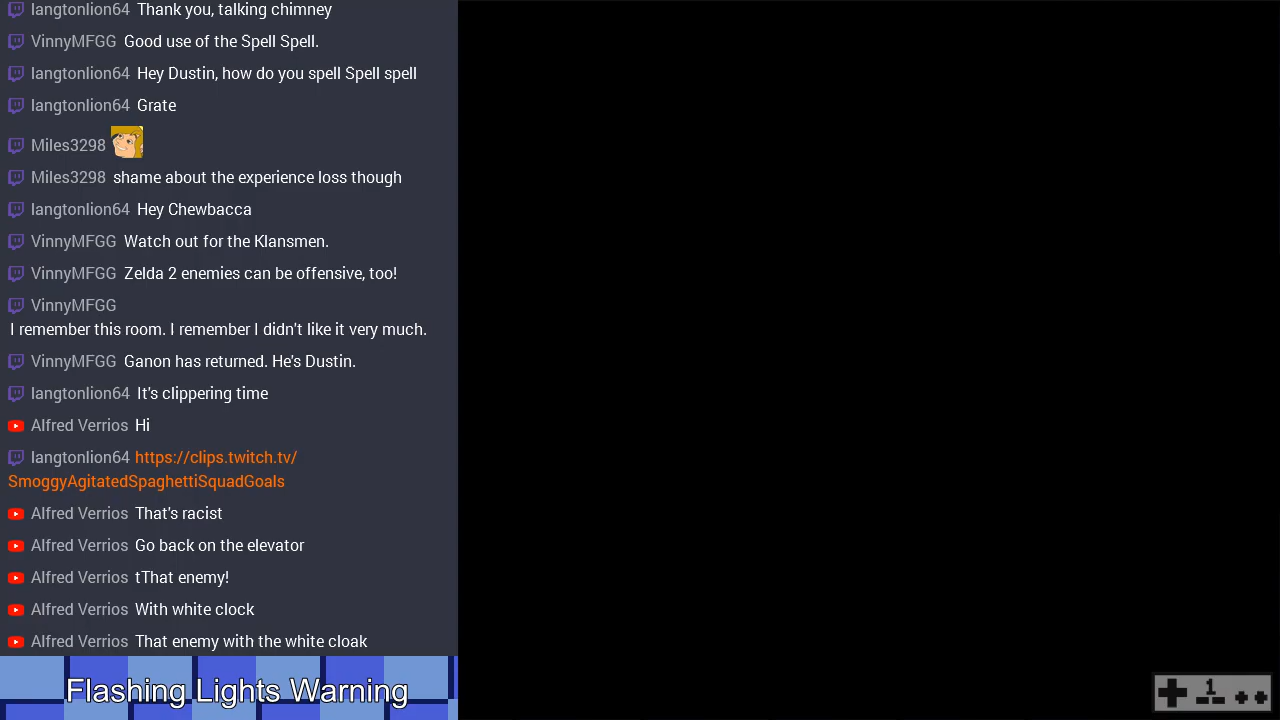 langtonlion64 Thank you, talking chimney
VinnyMFGG Good use of the Spell Spell.
langtonlion64 Hey Dustin, how do you spell Spell spell
langtonlion64 Grate
Miles3298
Miles3298 shame about the experience loss though
langtonlion64 Hey Chewbacca
VinnyMFGG Watch out for the Klansmen.
VinnyMFGG Zelda 2 enemies can be offensive, too!
VinnyMFGG
I remember this room. I remember I didn't like it very much.
VinnyMFGG Ganon has returned. He's Dustin.
langtonlion64 It's clippering time
Alfred Verrios Hi
langtonlion64 https://clips.twitch.tv/
SmoggyAgitatedSpaghettiSquadGoals
Alfred Verrios That's racist
Alfred Verrios Go back on the elevator
Alfred Verrios tThat enemy!
Alfred Verrios With white clock
Alfred Verrios That enemy with the white cloak
Flashing Lights Warning
1